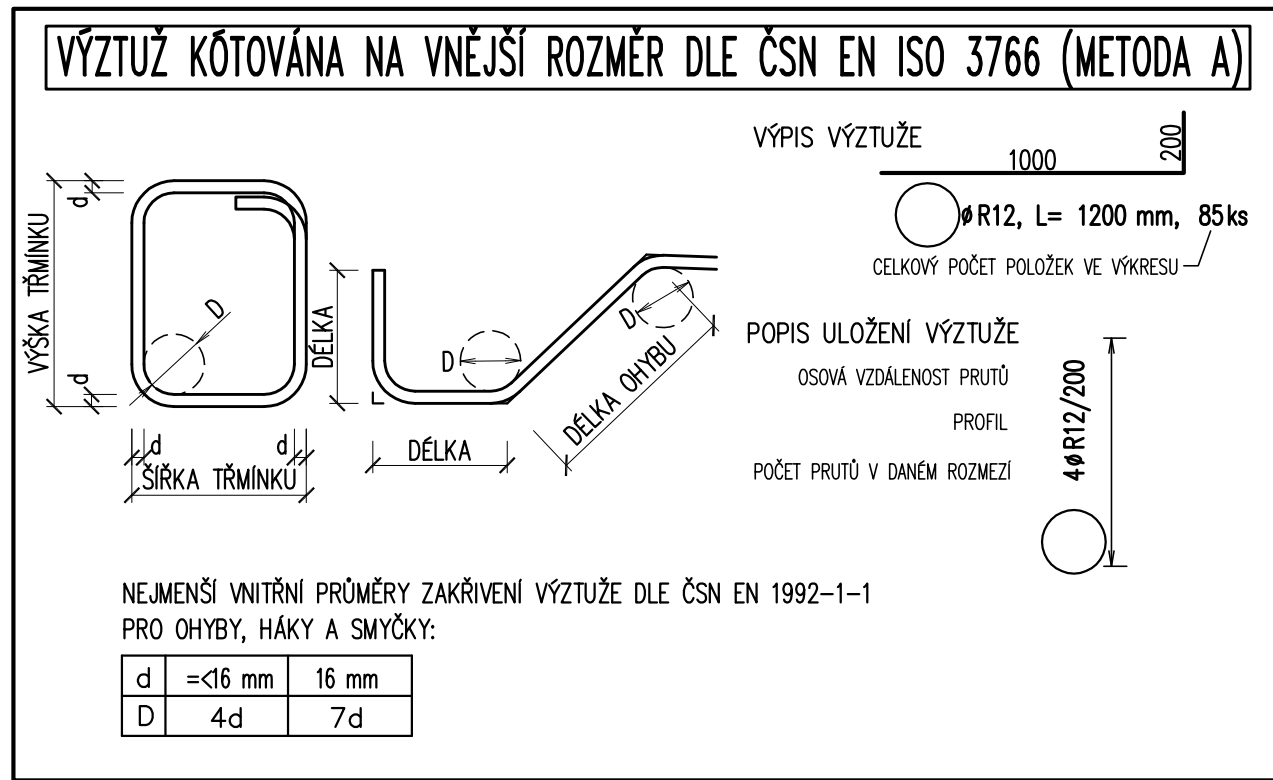 VÝZTUŽ KÓTOVÁNA NA VNĚJŠÍ ROZMĚR DLE ČSN EN ISO 3766 (METODA A)
VÝPIS VÝZTUŽE
1000
200
øR12, L= 1200 mm, 85ks
CELKOVÝ POČET POLOŽEK VE VÝKRESU
d
VÝŠKA TŘMÍNKU
D
d
d
d
ŠÍŘKA TŘMÍNKU
DÉLKA
D
DÉLKA
D
DÉLKA OHYBU
POPIS ULOŽENÍ VÝZTUŽE
OSOVÁ VZDÁLENOST PRUTŮ
PROFIL
POČET PRUTŮ V DANÉM ROZMEZÍ
4øR12/200
NEJMENŠÍ VNITŘNÍ PRŮMĚRY ZAKŘIVENÍ VÝZTUŽE DLE ČSN EN 1992-1-1
PRO OHYBY, HÁKY A SMYČKY:
d =<16 mm 16 mm
D 4d 7d